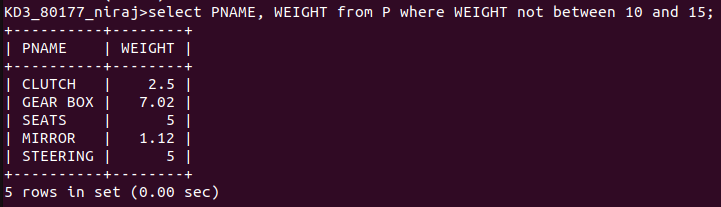 KD3_80177_niraj>select PNAME, WEIGHT from P where WEIGHT not between 10 and 15;
+----------+--------+
| PNAME    | WEIGHT |
+----------+--------+
| CLUTCH   |    2.5 |
| GEAR BOX |   7.02 |
| SEATS    |      5 |
| MIRROR   |   1.12 |
| STEERING |      5 |
+----------+--------+
5 rows in set (0.00 sec)